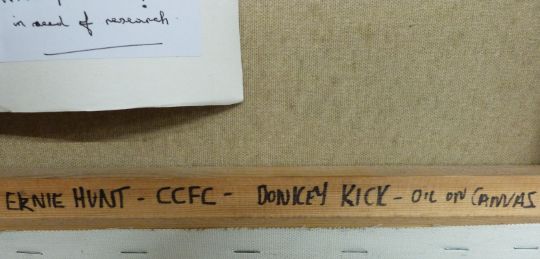 in need of research.
ERNIE HUNT - CCFC - DONKEY KICK - OIL ON CANVAS